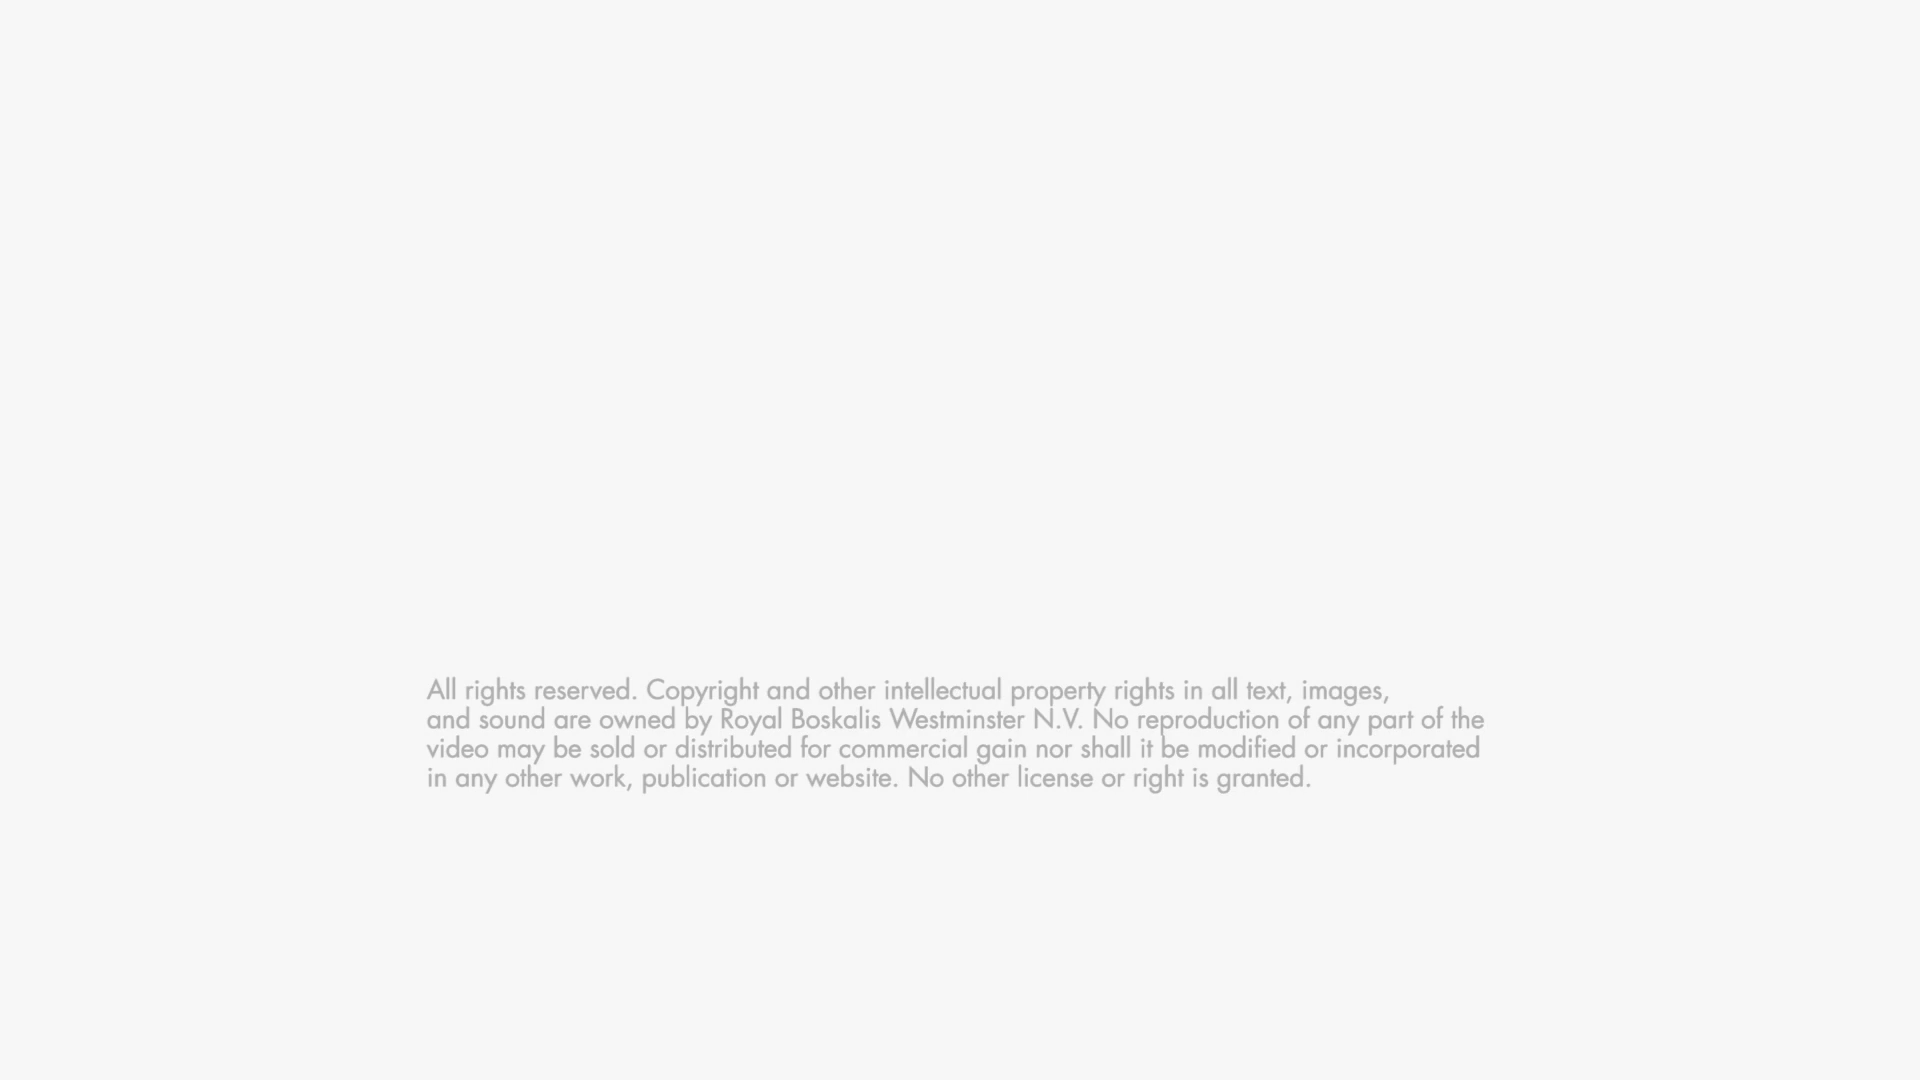 All rights reserved. Copyright and other intellectual property rights in all text, images,
and sound are owned by Royal Boskalis Westminster N.V. No reproduction of any part of the
video may be sold or distributed for commercial gain nor shall it be modified or incorporated
in any other work, publication or website. No other license or right is granted.